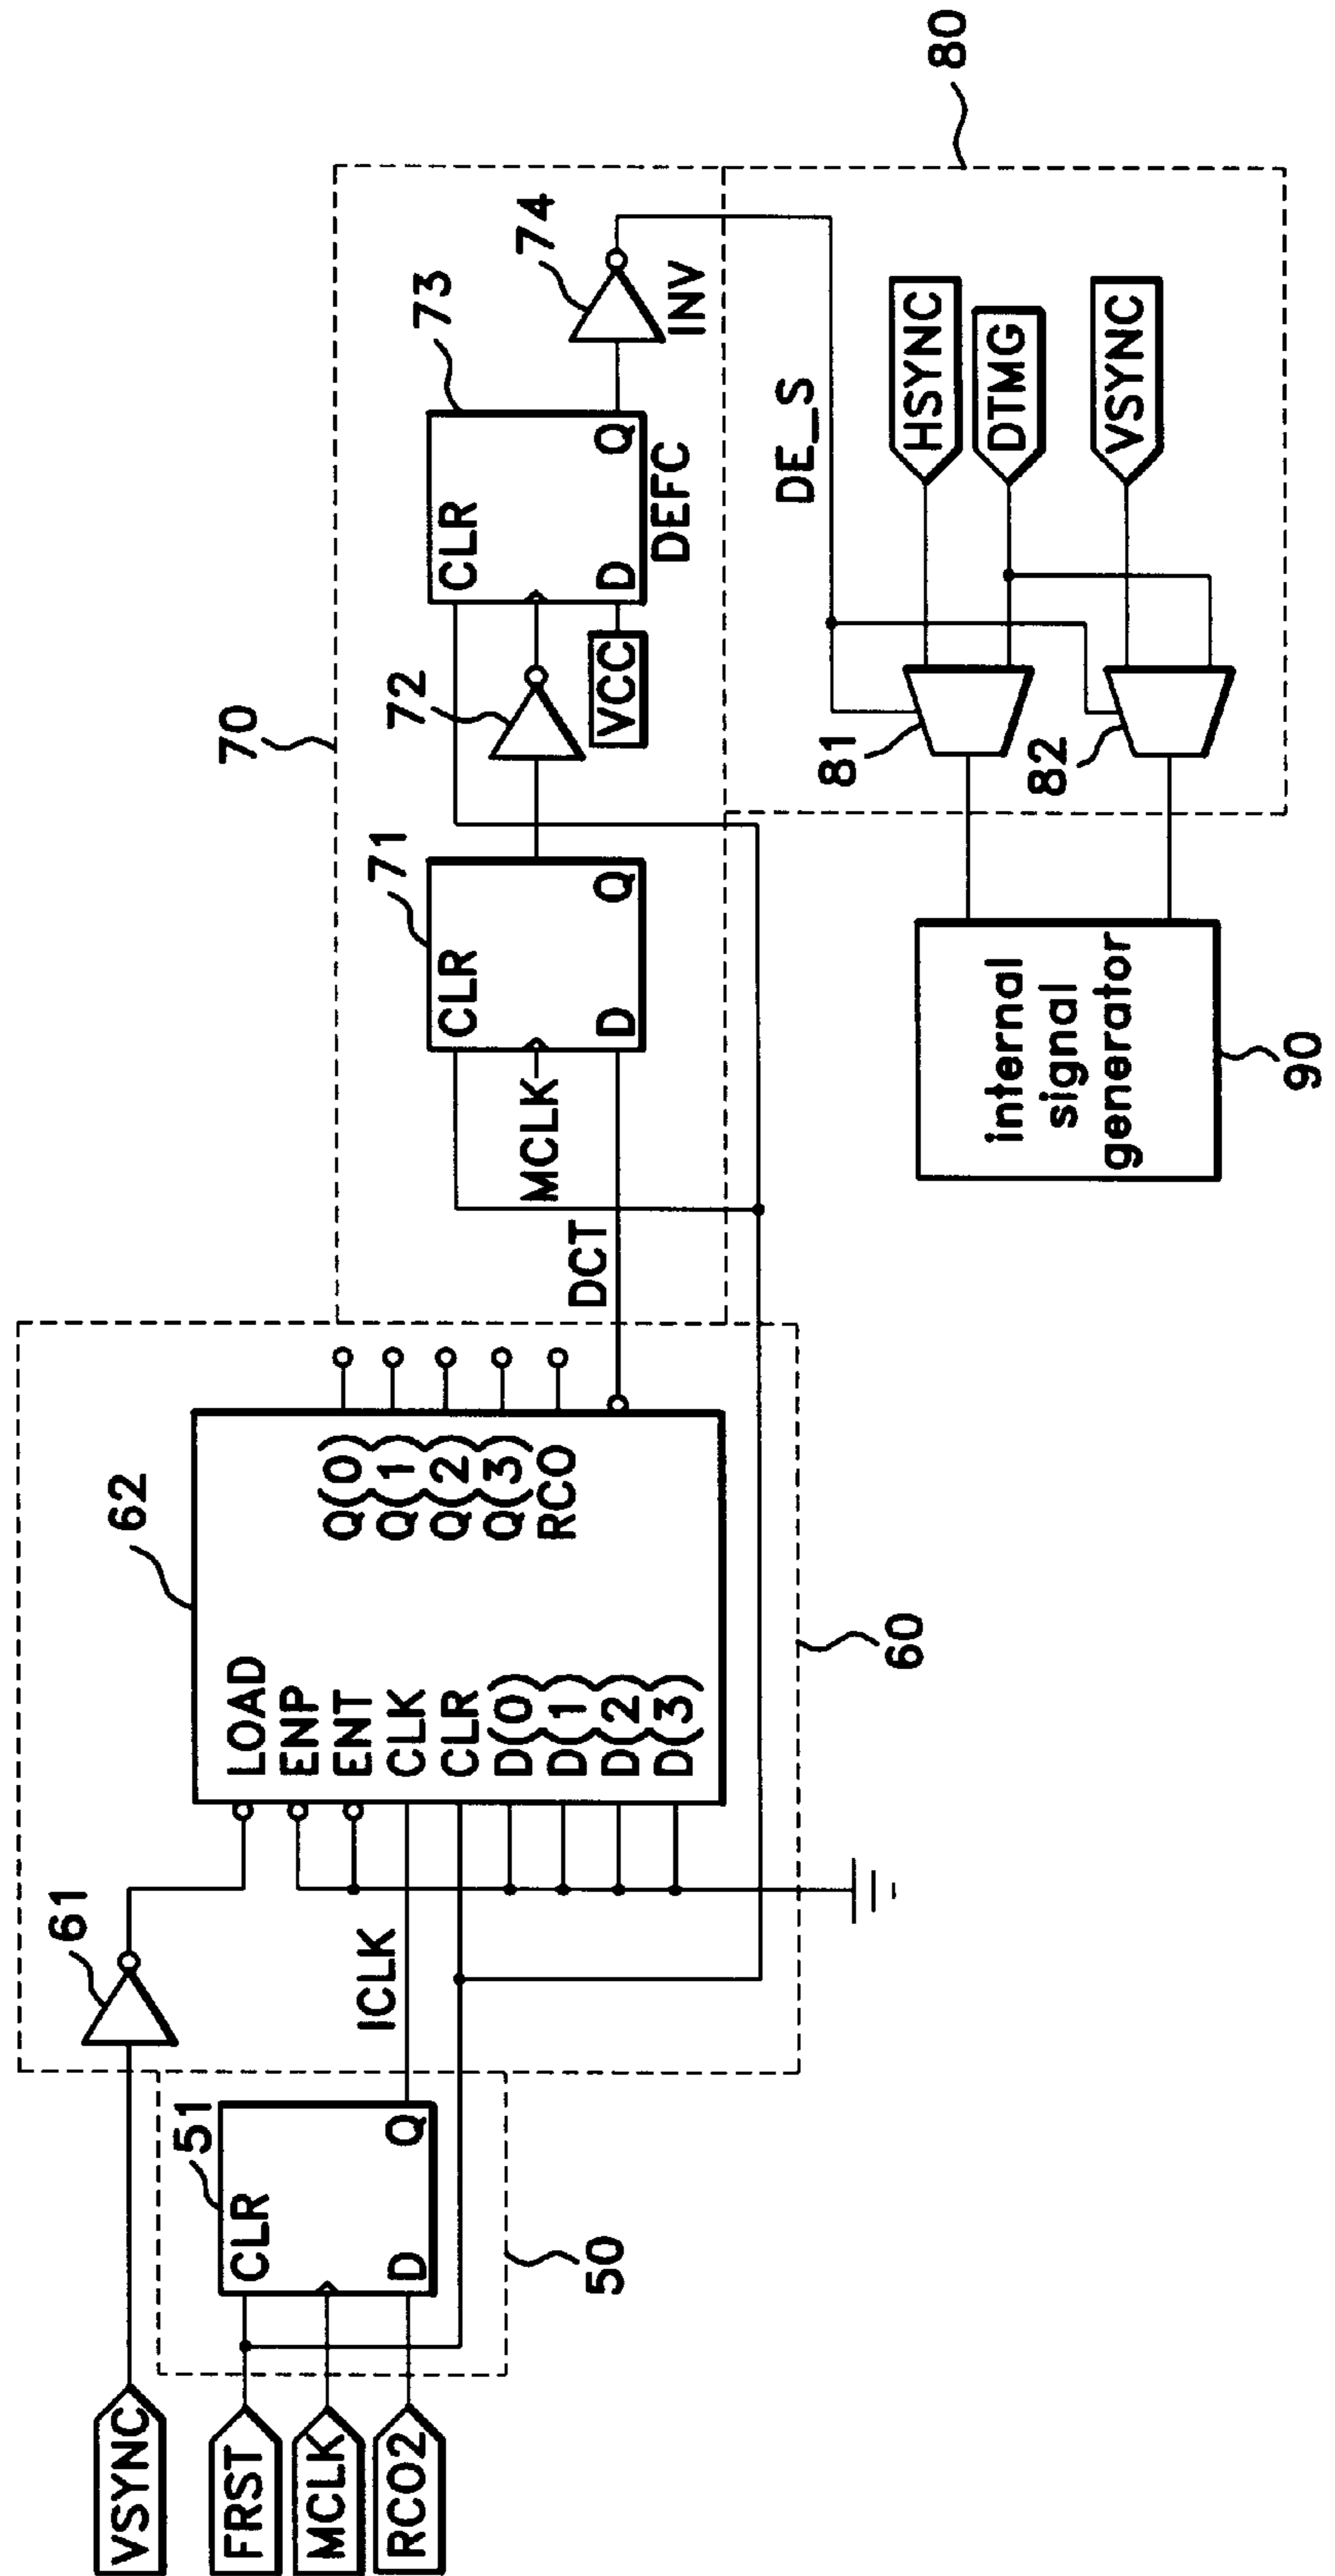 VSYNC
FRST
MCLK
RCO2
50
51
CLR
D
Q
ICLK
61
60
62
LOAD
ENP
ENT
CLK
CLR
D(0)
D(1)
D(2)
D(3)
Q(0)
Q(1)
Q(2)
Q(3)
RCO
DCT
70
71
CLR
MCLK
D
Q
72
VCC
73
CLR
D
Q
DEFC
74
INV
80
DE_S
HSYNC
DTMG
VSYNC
81
82
internal
signal
generator
90